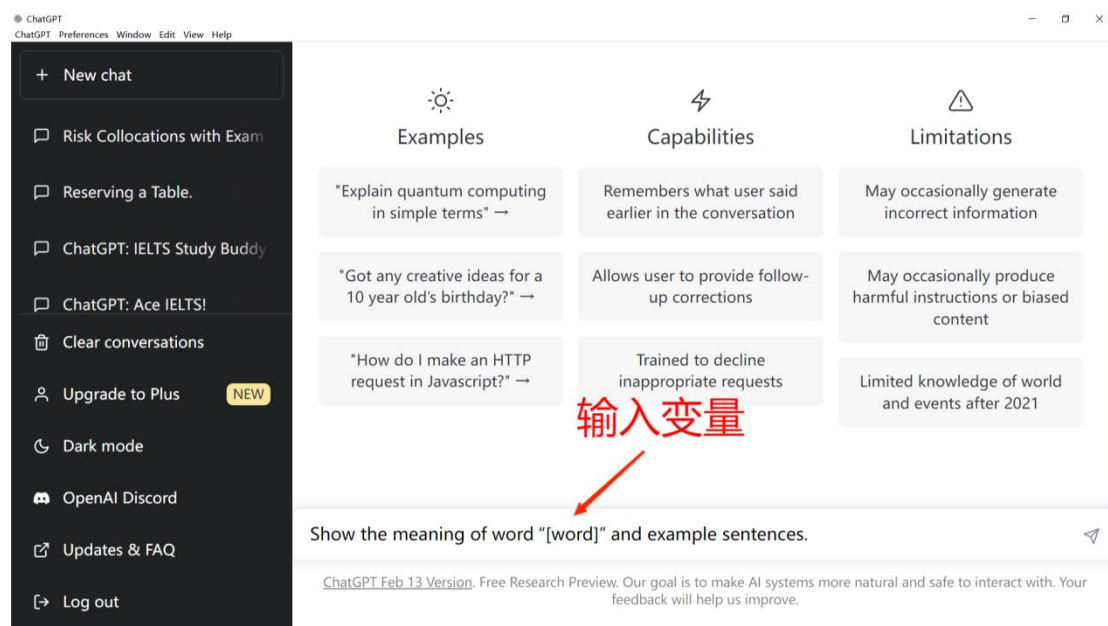 ChatGPT
ChatGPT Preferences Window Edit View Help
+ New chat
Risk Collocations with Exam
Reserving a Table.
ChatGPT: IELTS Study Buddy
ChatGPT: Ace IELTS!
Clear conversations
Upgrade to Plus NEW
Dark mode
OpenAI Discord
Updates & FAQ
Log out
Examples
"Explain quantum computing
in simple terms" →
"Got any creative ideas for a
10 year old's birthday?" →
"How do I make an HTTP
request in Javascript?" →
Capabilities
Remembers what user said
earlier in the conversation
Allows user to provide follow-
up corrections
Trained to decline
inappropriate requests
Limitations
May occasionally generate
incorrect information
May occasionally produce
harmful instructions or biased
content
Limited knowledge of world
and events after 2021
输入变量
Show the meaning of word “[word]” and example sentences.
ChatGPT Feb 13 Version. Free Research Preview. Our goal is to make AI systems more natural and safe to interact with. Your
feedback will help us improve.